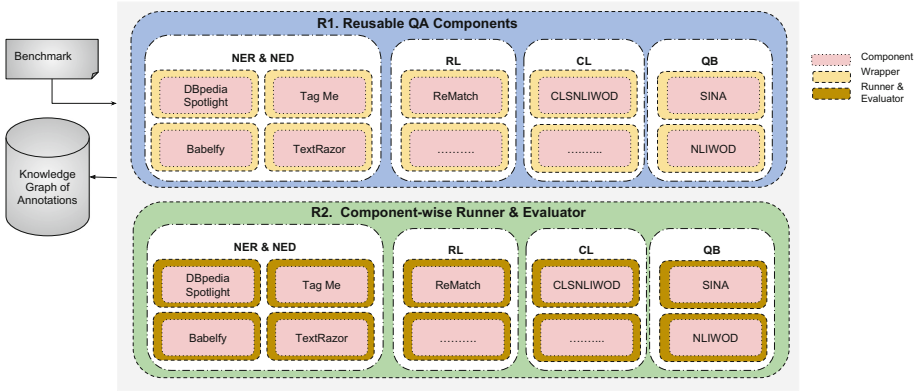 Benchmark
Knowledge
Graph of
Annotations
R1. Reusable QA Components
NER & NED
RL
CL
QB
DBpedia
Spotlight
Tag Me
ReMatch
CLSNLIWOD
SINA
Babelfy
TextRazor
..........
.........
NLIWOD
R2. Component-wise Runner & Evaluator
NER & NED
RL
CL
QB
DBpedia
Spotlight
Tag Me
ReMatch
CLSNLIWOD
SINA
Babelfy
TextRazor
..........
.........
NLIWOD
Component
Wrapper
Runner &
Evaluator